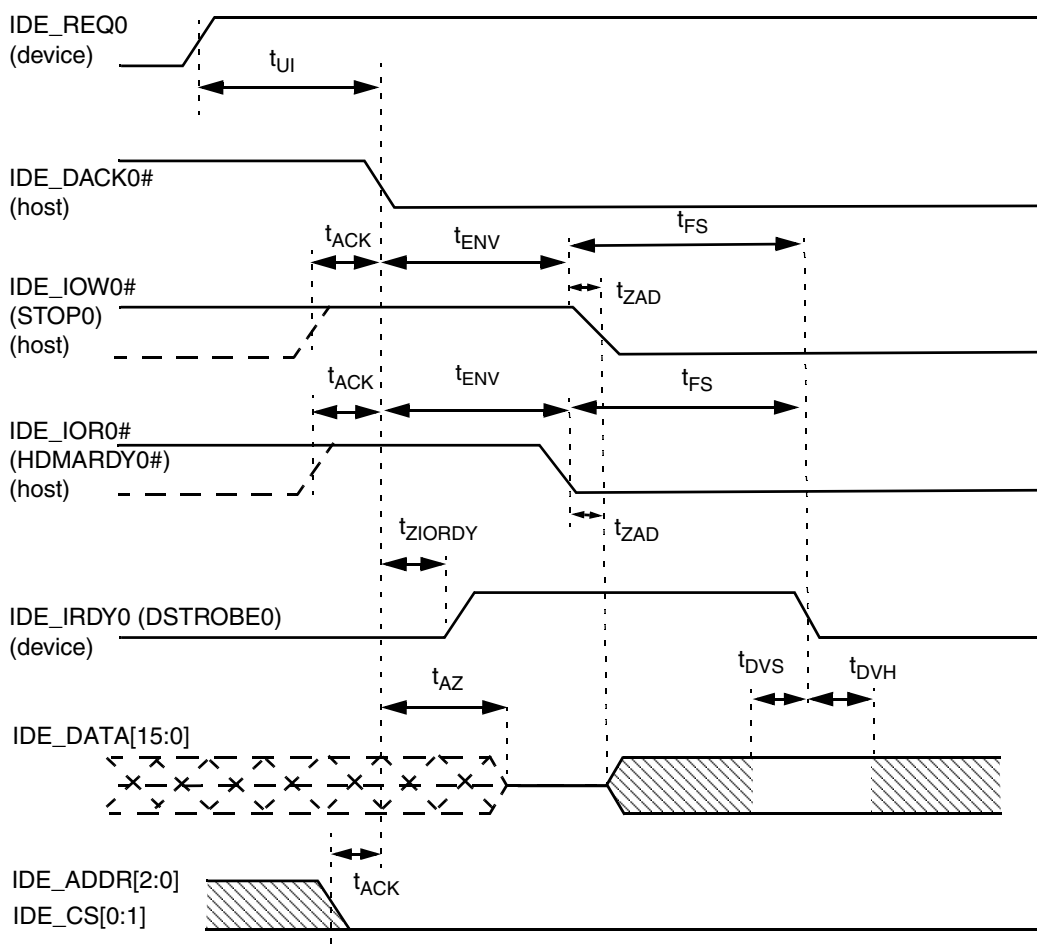 IDE_REQ0
(device)
tUI
IDE_DACK0#
(host)
tACK
tENV
tFS
IDE_IOW0#
(STOP0)
(host)
tZAD
tACK
tENV
tFS
IDE_IOR0#
(HDMARDY0#)
(host)
tZIORDY
tZAD
IDE_IRDY0 (DSTROBE0)
(device)
tDVS
tDVH
tAZ
IDE_DATA[15:0]
IDE_ADDR[2:0]
tACK
IDE_CS[0:1]